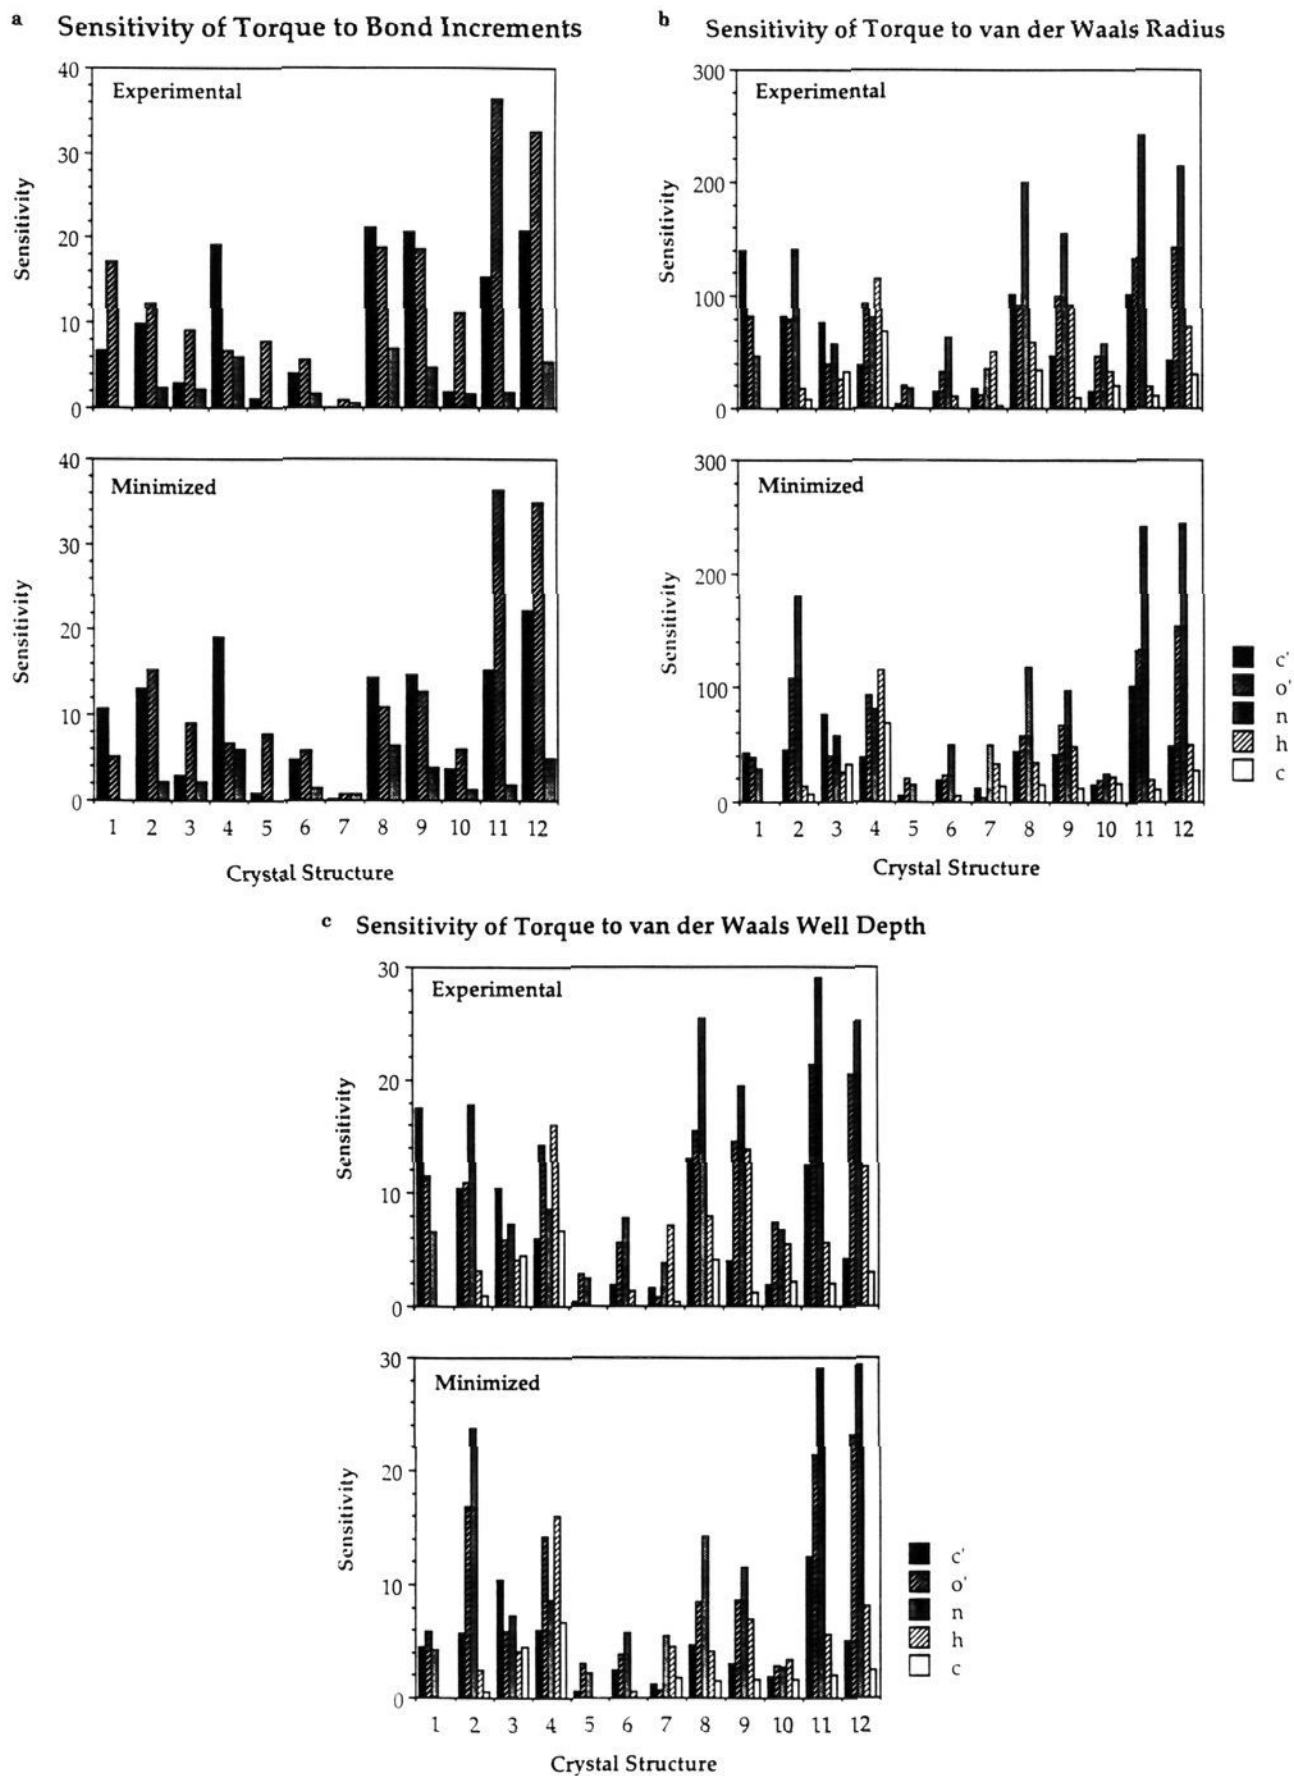 a Sensitivity of Torque to Bond Increments
40
30
20
10
0
Sensitivity
Experimental
40
30
20
10
0
Sensitivity
Minimized
1 2 3 4 5 6 7 8 9 10 11 12
Crystal Structure
b Sensitivity of Torque to van der Waals Radius
300
200
100
0
Sensitivity
Experimental
300
200
100
0
Sensitivity
Minimized
1 2 3 4 5 6 7 8 9 10 11 12
Crystal Structure
c'
o'
n
h
c
c Sensitivity of Torque to van der Waals Well Depth
30
20
10
0
Sensitivity
Experimental
30
20
10
0
Sensitivity
Minimized
1 2 3 4 5 6 7 8 9 10 11 12
Crystal Structure
c'
o'
n
h
c